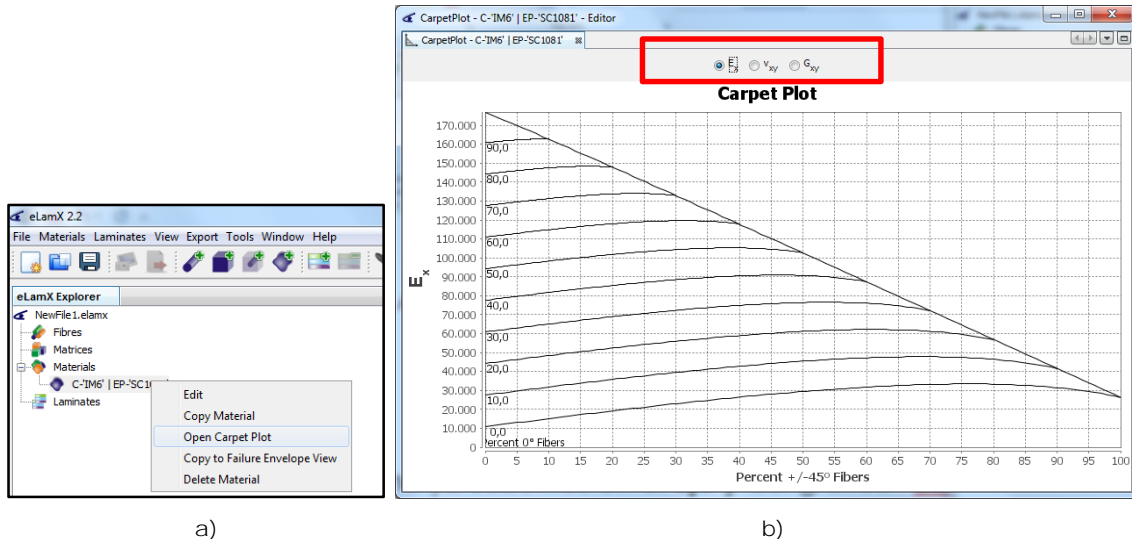 eLamX 2.2
File Materials Laminates View Export Tools Window Help
eLamX Explorer
NewFile1.elamx
Fibres
Matrices
Materials
C-'IM6' | EP-'SC10
Laminates
Edit
Copy Material
Open Carpet Plot
Copy to Failure Envelope View
Delete Material
a)
CarpetPlot - C-'IM6' | EP-'SC1081' - Editor
CarpetPlot - C-'IM6' | EP-'SC1081'
Ex vxy Gxy
Carpet Plot
170.000
160.000
150.000
140.000
130.000
120.000
110.000
100.000
90.000
80.000
70.000
60.000
50.000
40.000
30.000
20.000
10.000
0
Ex
90,0
80,0
70,0
60,0
50,0
40,0
30,0
20,0
10,0
0,0
Percent 0° Fibers
0 5 10 15 20 25 30 35 40 45 50 55 60 65 70 75 80 85 90 95 100
Percent +/-45° Fibers
b)